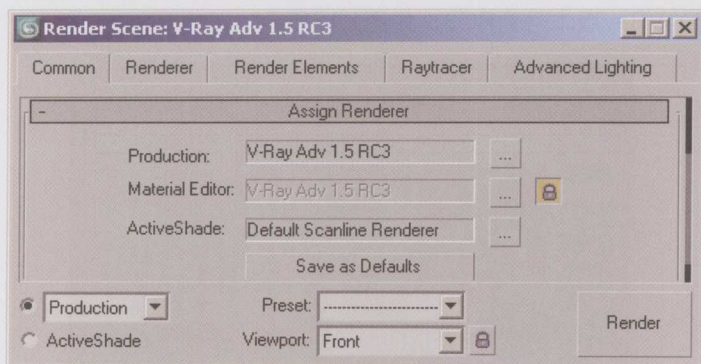 Render Scene: V-Ray Adv 1.5 RC3
Common Renderer Render Elements Raytracer Advanced Lighting
- Assign Renderer
Production: V-Ray Adv 1.5 RC3 ...
Material Editor: V-Ray Adv 1.5 RC3 ...
ActiveShade: Default Scanline Renderer ...
Save as Defaults
Production Preset: -------------------------
ActiveShade Viewport: Front
Render